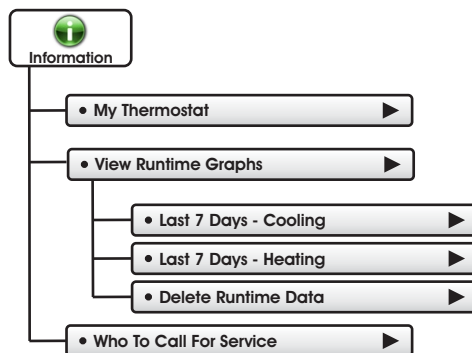 Information
• My Thermostat
• View Runtime Graphs
• Last 7 Days - Cooling
• Last 7 Days - Heating
• Delete Runtime Data
• Who To Call For Service